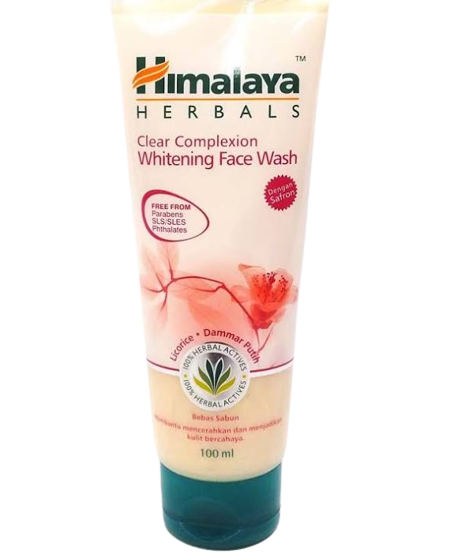 Himalaya
TM
HERBALS
Clear Complexion
Whitening Face Wash
Dengan
Safron
FREE FROM
Parabens
SLS/SLES
Phthalates
Licorice • Dammar Putih
100% HERBAL ACTIVES
100% HERBAL ACTIVES
Bebas Sabun
mencerahkan dan menjadikan
kulit bercahaya.
100 ml